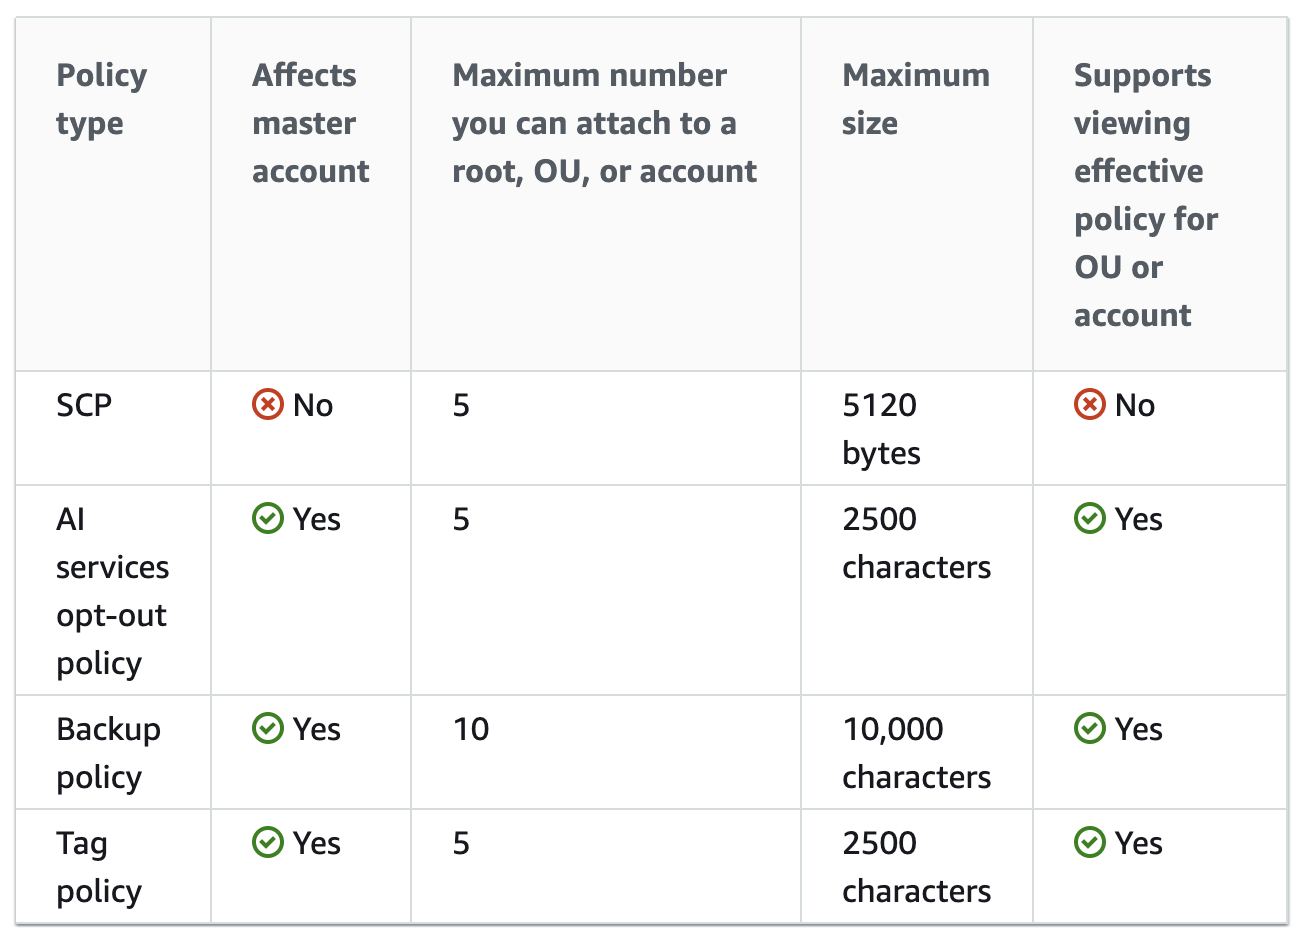 Policy type
Affects master account
Maximum number you can attach to a root, OU, or account
Maximum size
Supports viewing effective policy for OU or account
SCP
No
5
5120 bytes
No
AI services opt-out policy
Yes
5
2500 characters
Yes
Backup policy
Yes
10
10,000 characters
Yes
Tag policy
Yes
5
2500 characters
Yes